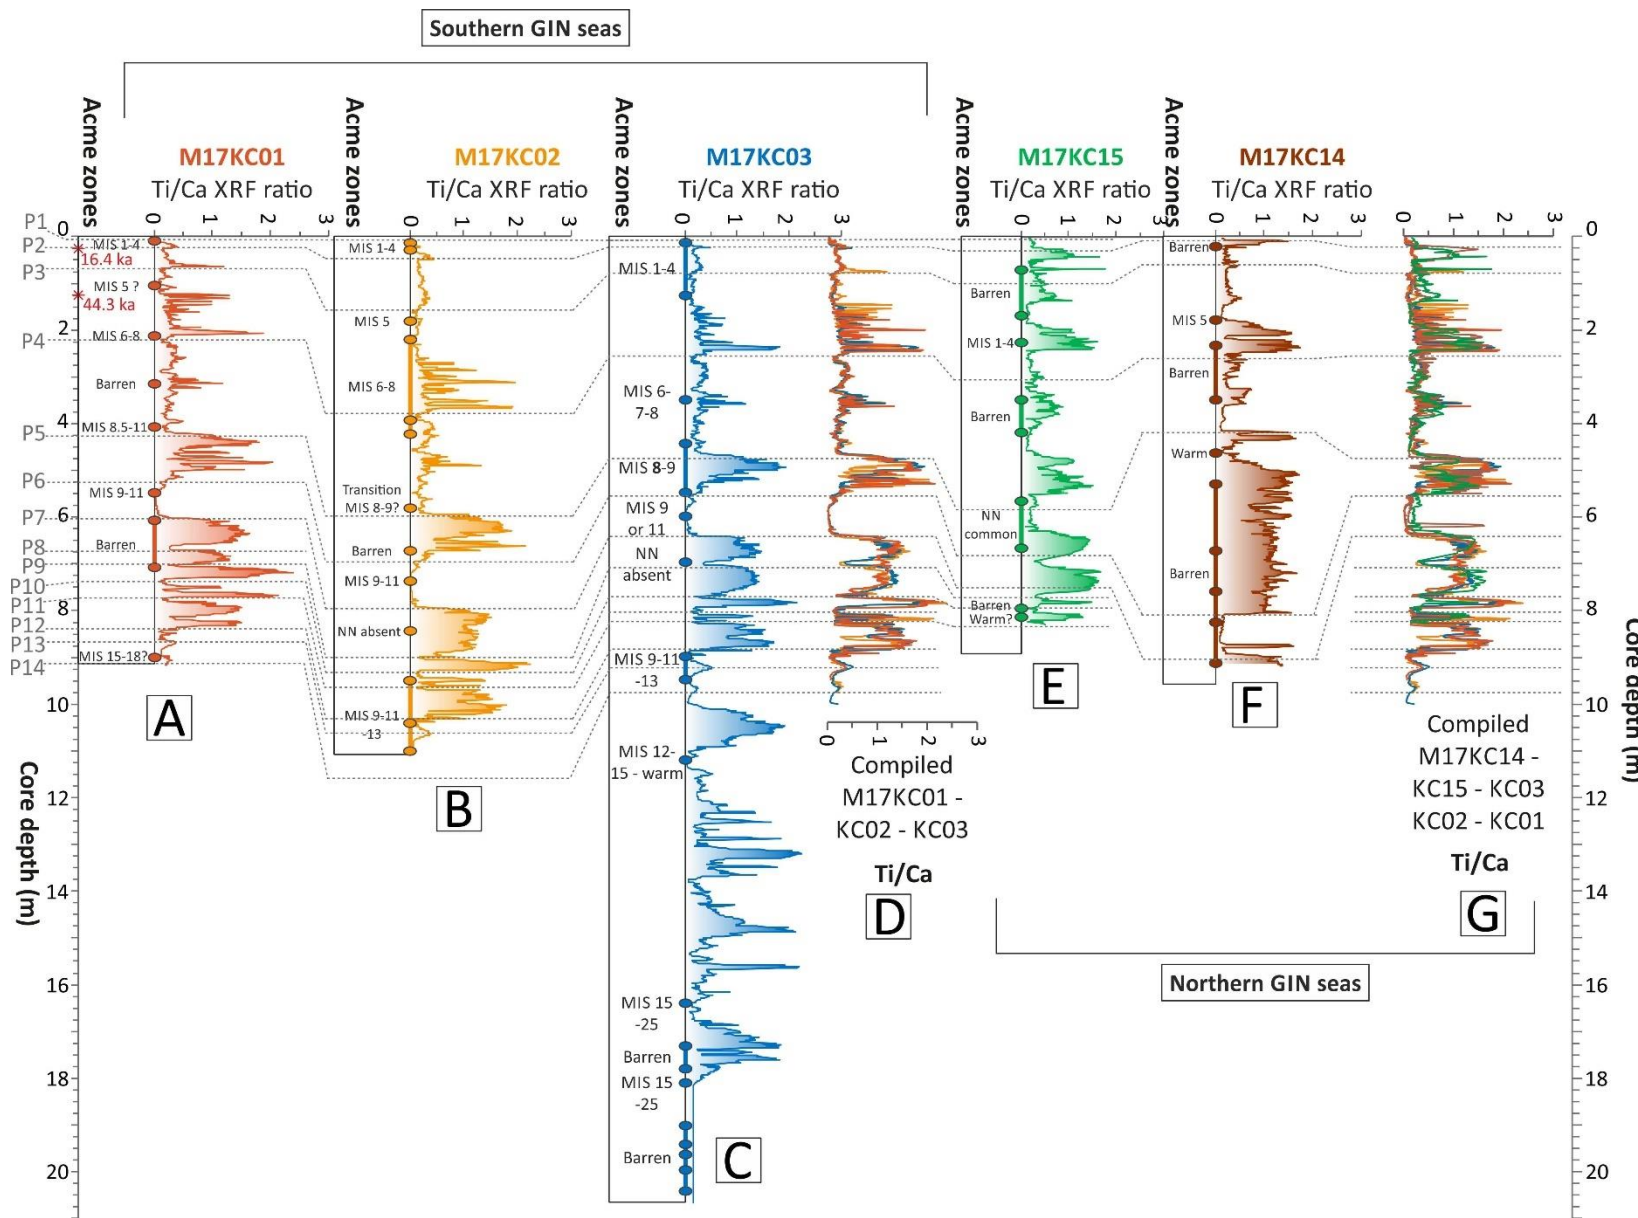 Southern GIN seas
Acme zones
M17KC01
Ti/Ca XRF ratio
0 1 2 3
Acme zones
M17KC02
Ti/Ca XRF ratio
0 1 2 3
Acme zones
M17KC03
Ti/Ca XRF ratio
0 1 2 3
Acme zones
M17KC15
Ti/Ca XRF ratio
0 1 2 3
Acme zones
M17KC14
Ti/Ca XRF ratio
0 1 2 3
0 1 2 3
P1
P2
P3
P4
P5
P6
P7
P8
P9
P10
P11
P12
P13
P14
0
2
4
6
8
10
12
14
16
18
20
Core depth (m)
MIS 1-4
16.4 ka
MIS 5 ?
44.3 ka
MIS 6-8
Barren
MIS 8.5-11
MIS 9-11
Barren
MIS 15-18?
A
MIS 1-4
MIS 5
MIS 6-8
Transition
MIS 8-9?
Barren
MIS 9-11
NN absent
MIS 9-11
-13
B
MIS 1-4
MIS 6-
7-8
MIS 8-9
MIS 9
or 11
NN
absent
MIS 9-11
-13
MIS 12-
15 - warm
MIS 15
-25
Barren
MIS 15
-25
Barren
C
0 1 2 3
Compiled
M17KC01 -
KC02 - KC03
Ti/Ca
D
Barren
MIS 1-4
Barren
NN
common
Barren
Warm?
E
Barren
MIS 5
Barren
Warm
Barren
F
Compiled
M17KC14 -
KC15 - KC03
KC02 - KC01
Ti/Ca
G
Northern GIN seas
0
2
4
6
8
10
12
14
16
18
20
Core depth (m)